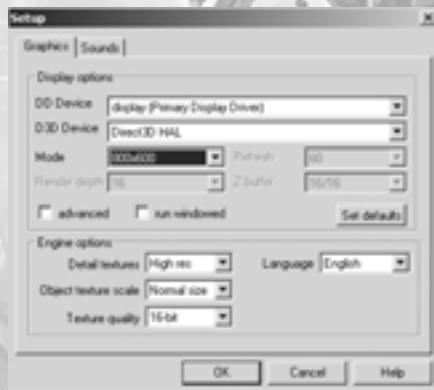 Setup
Graphics Sounds
Display options
DD Device display (Primary Display Driver)
D3D Device Direct3D HAL
Mode 800x600 Refresh 60
Render depth 16 Z buffer 16/16
advanced run windowed Set defaults
Engine options
Detail textures High res Language English
Object texture scale Normal size
Texture quality 16-bit
OK Cancel Help